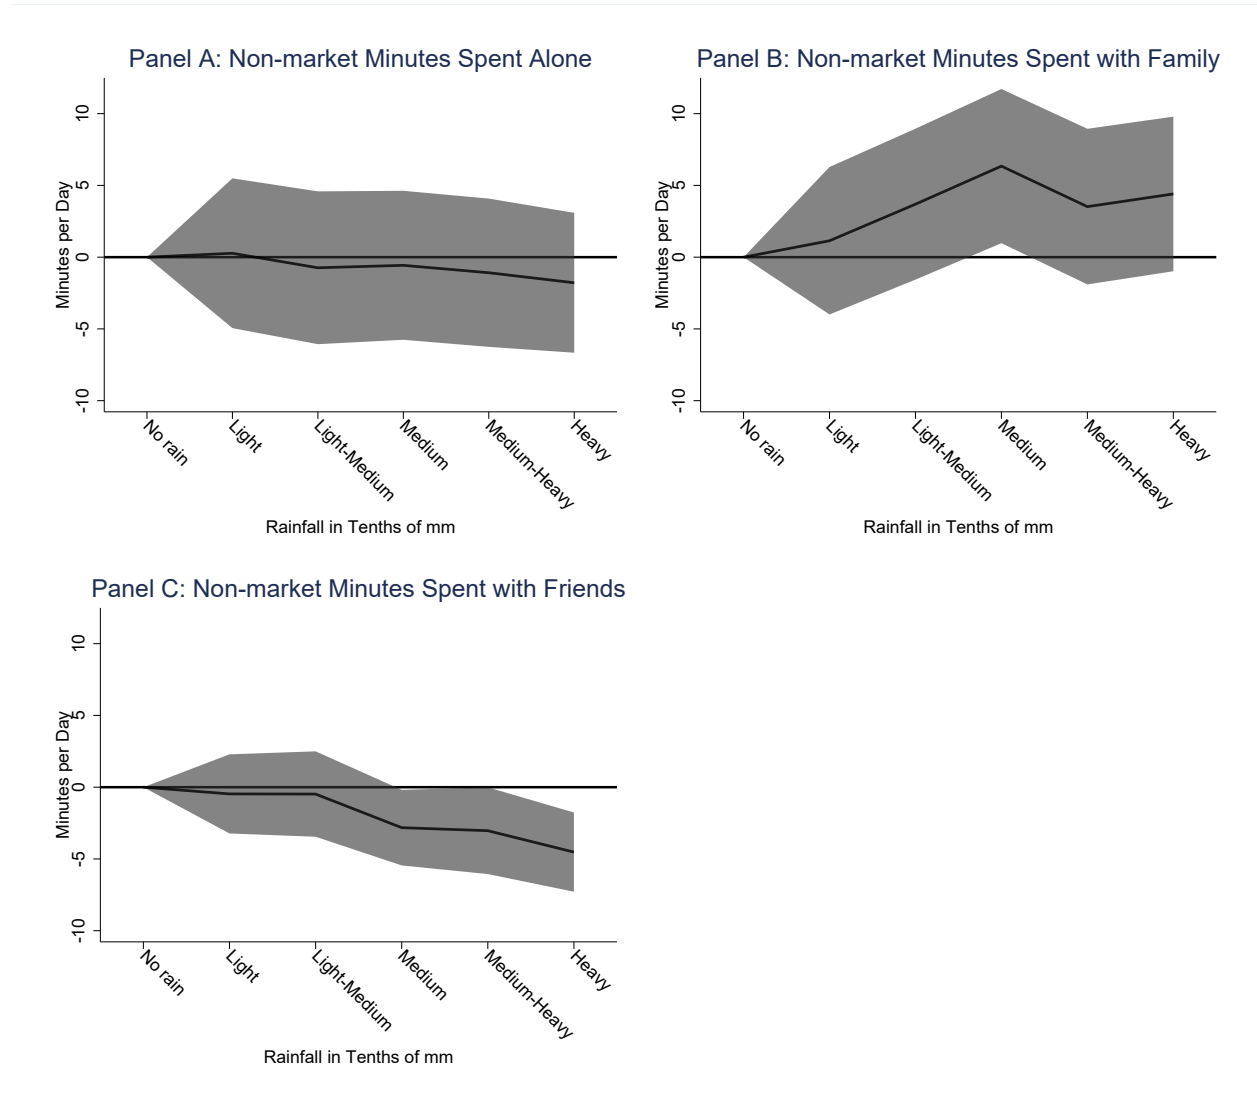 Panel A: Non-market Minutes Spent Alone
Minutes per Day
10
5
0
-5
-10
No rain
Light
Light-Medium
Medium
Medium-Heavy
Heavy
Rainfall in Tenths of mm
Panel B: Non-market Minutes Spent with Family
Minutes per Day
10
5
0
-5
-10
No rain
Light
Light-Medium
Medium
Medium-Heavy
Heavy
Rainfall in Tenths of mm
Panel C: Non-market Minutes Spent with Friends
Minutes per Day
10
5
0
-5
-10
No rain
Light
Light-Medium
Medium
Medium-Heavy
Heavy
Rainfall in Tenths of mm